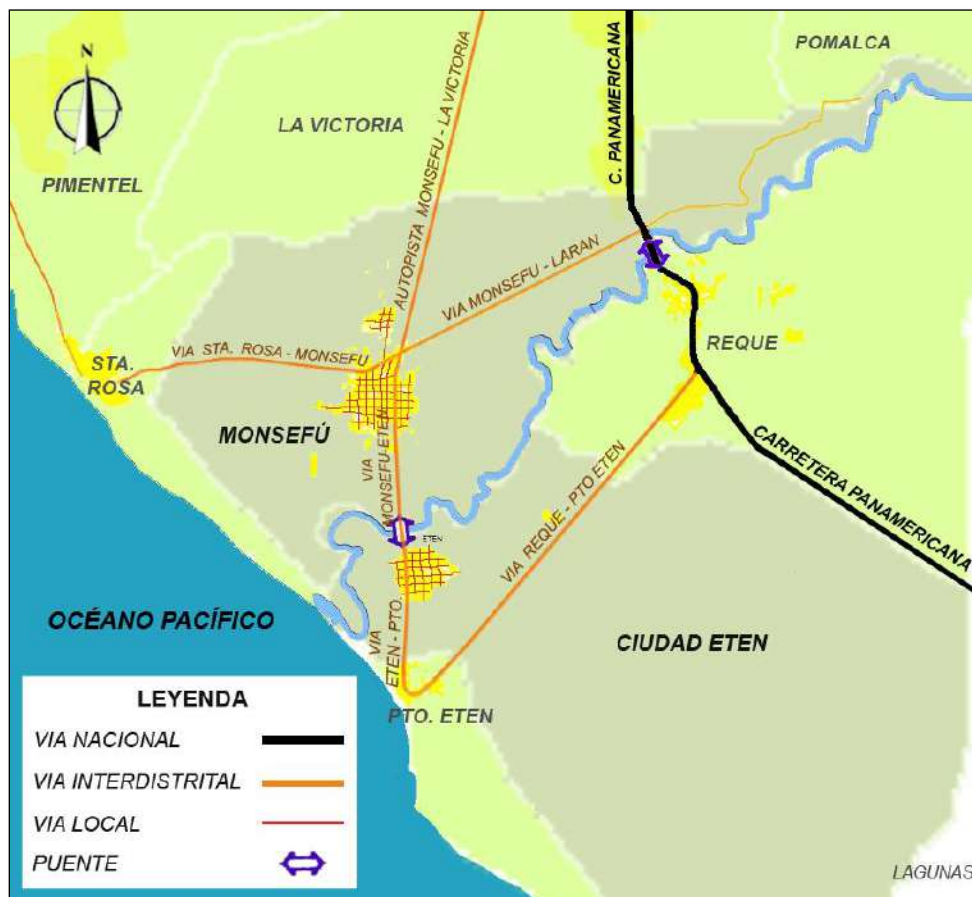 N
POMALCA
LA VICTORIA
PIMENTEL
C. PANAMERICANA
AUTOPISTA MONSEFU - LA VICTORIA
VIA MONSEFU - LARAN
REQUE
VIA STA. ROSA - MONSEFÚ
STA.
ROSA
MONSEFÚ
VIA
MONSEFU-ETEN
CARRETERA PANAMERICANA
VIA REQUE - PTO ETEN
ETEN
OCÉANO PACÍFICO
VIA
ETEN - PTO.
CIUDAD ETEN
PTO. ETEN
LEYENDA
VIA NACIONAL
VIA INTERDISTRITAL
VIA LOCAL
PUENTE
LAGUNAS